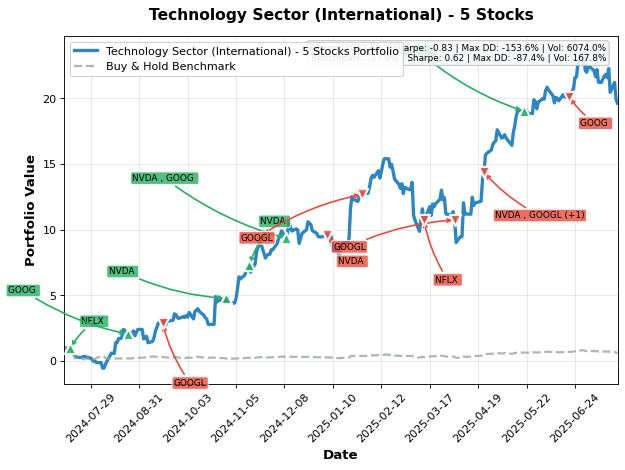 Technology Sector (International) - 5 Stocks
Technology Sector (International) - 5 Stocks Portfolio
Buy & Hold Benchmark
-0.83 | Max DD: -153.6% | Vol: 6074.0%
Sharpe: 0.62 | Max DD: -87.4% | Vol: 167.8%
Portfolio Value
20
15
10
5
0
GOOG
NVDA , GOOG
NVDA , GOOGL (+1)
NVDA
GOOGL
GOOGL
NVDA
NVDA
NFLX
GOOG
NFLX
GOOGL
2024-07-29
2024-08-31
2024-10-03
2024-11-05
2024-12-08
2025-01-10
2025-02-12
2025-03-17
2025-04-19
2025-05-22
2025-06-24
Date